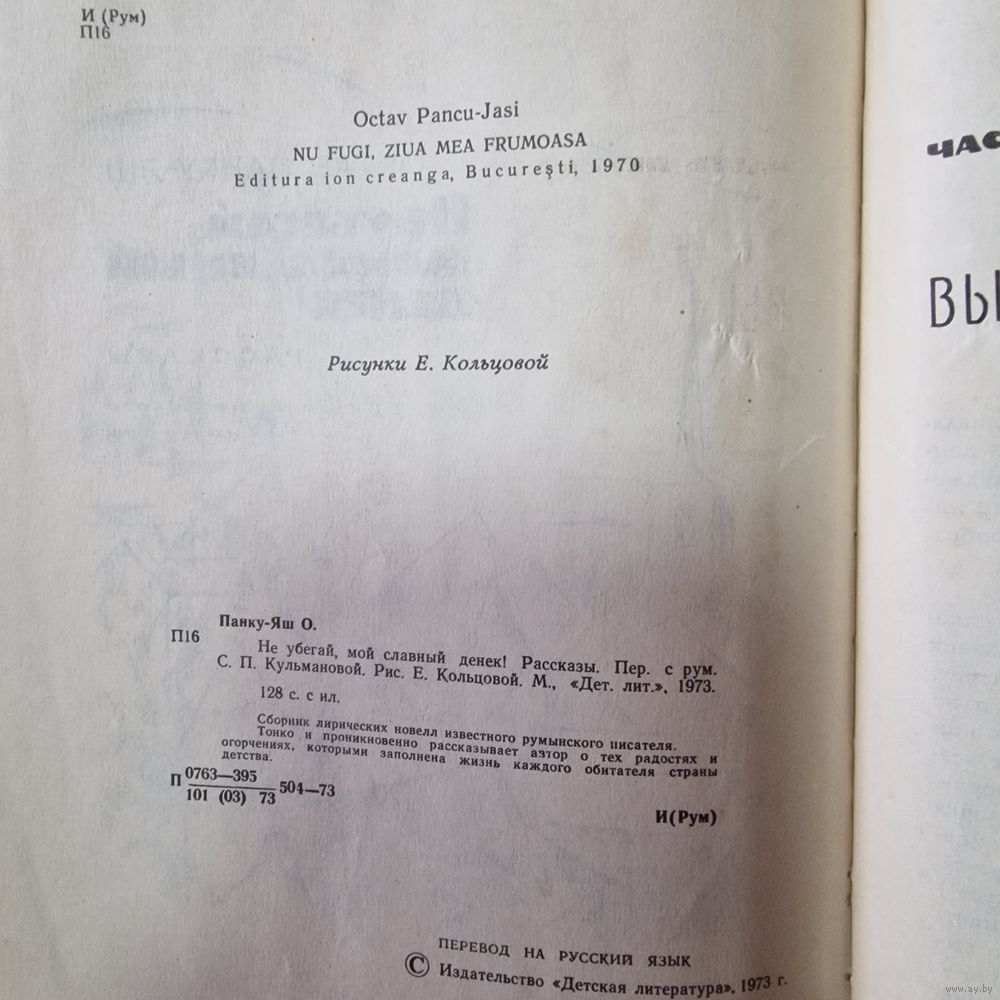 И (Рум)
П16
Octav Pancu-Jasi
NU FUGI, ZIUA MEA FRUMOASA
Editura ion creanga, Bucureşti, 1970
Рисунки Е. Кольцовой
Панку-Яш О.
П16
Не убегай, мой славный денек! Рассказы. Пер. с рум.
С. П. Кульмановой. Рис. Е. Кольцовой. М., «Дет. лит.», 1973.
128 с. с ил.
Сборник лирических новелл известного румынского писателя.
Тонко и проникновенно рассказывает автор о тех радостях и
огорчениях, которыми заполнена жизнь каждого обитателя страны
детства.
П 0763—395 504—73
101 (03) 73
И(Рум)
ПЕРЕВОД НА РУССКИЙ ЯЗЫК
© Издательство «Детская литература», 1973 г.
ЧАС
ВЫ
www.ay.by